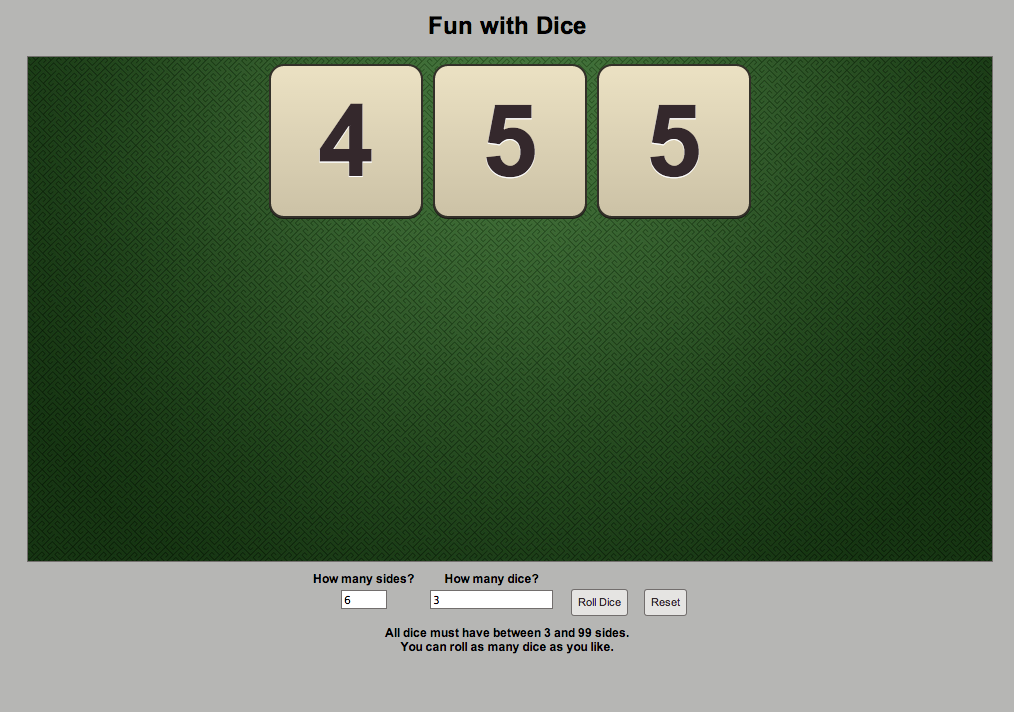 Fun with Dice
4 5 5
How many sides? How many dice?
6 3 Roll Dice Reset
All dice must have between 3 and 99 sides.
You can roll as many dice as you like.